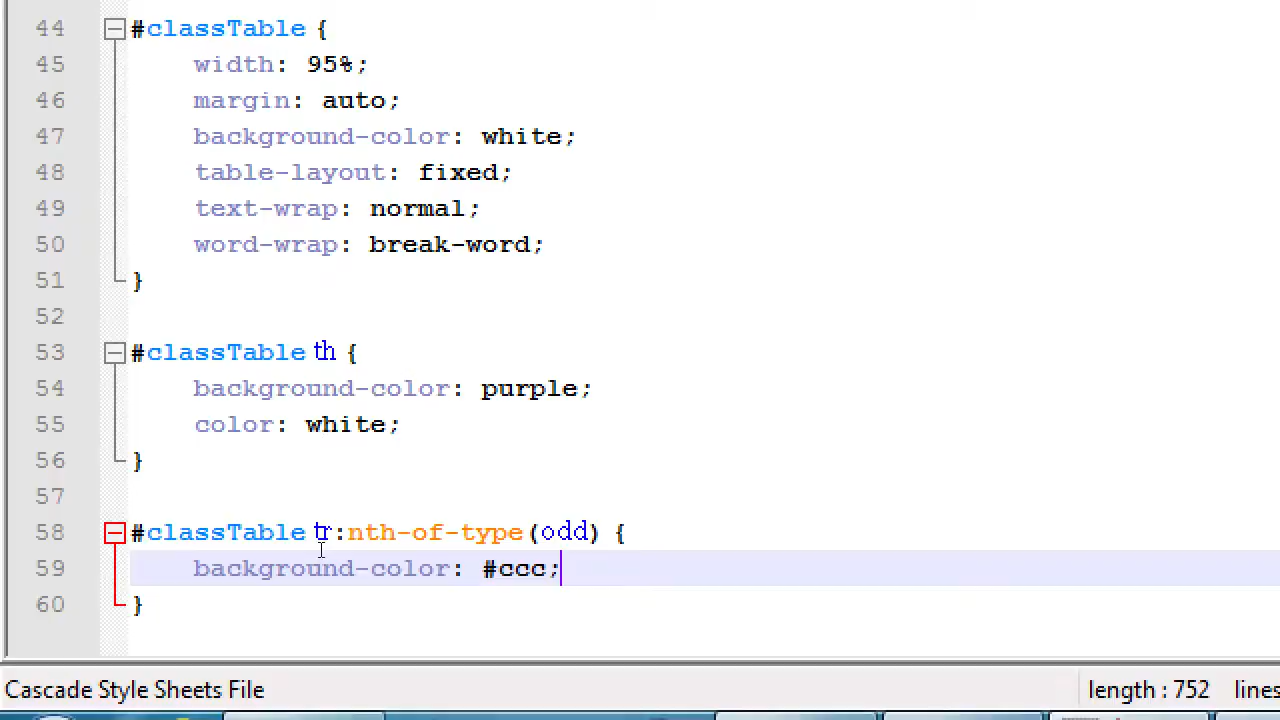 44 #classTable {
45 width: 95%;
46 margin: auto;
47 background-color: white;
48 table-layout: fixed;
49 text-wrap: normal;
50 word-wrap: break-word;
51 }
52
53 #classTable th {
54 background-color: purple;
55 color: white;
56 }
57
58 #classTable tr:nth-of-type(odd) {
59 background-color: #ccc;
60 }
Cascade Style Sheets File length : 752 lines